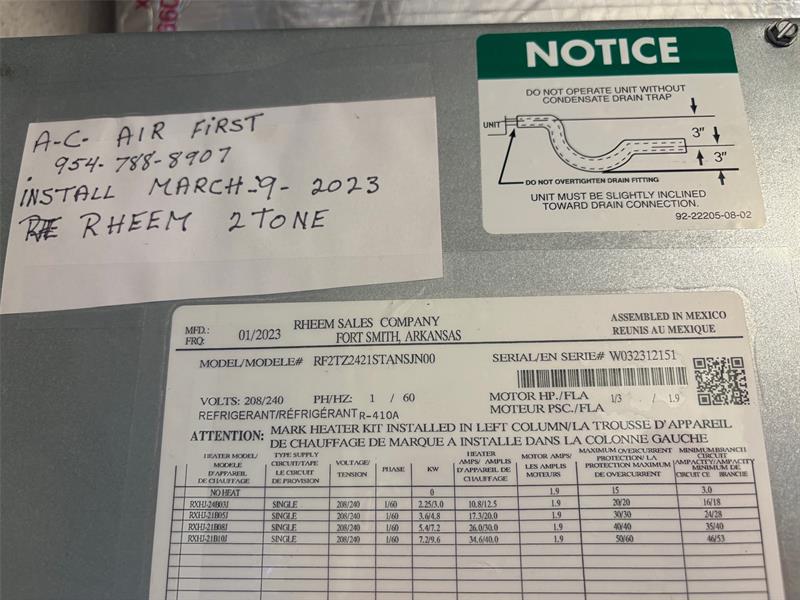 A-C- AIR FIRST
954-788-8907
INSTALL MARCH-9-2023
RHEEM 2 TONE
NOTICE
DO NOT OPERATE UNIT WITHOUT
CONDENSATE DRAIN TRAP
UNIT
3"
3"
DO NOT OVERTIGHTEN DRAIN FITTING
UNIT MUST BE SLIGHTLY INCLINED
TOWARD DRAIN CONNECTION.
92-22205-08-02
MFD.: FRQ: 01/2023 RHEEM SALES COMPANY
FORT SMITH, ARKANSAS
ASSEMBLED IN MEXICO
REUNIS AU MEXIQUE
MODEL/MODELE# RF2TZ2421STANSJN00 SERIAL/EN SERIE# W032312151
VOLTS: 208/240 PH/HZ: 1 / 60 MOTOR HP./FLA 1/3 / 1.9
MOTEUR PSC./FLA
REFRIGERANT/RÉFRIGÉRANT R-410A
ATTENTION: MARK HEATER KIT INSTALLED IN LEFT COLUMN/LA TROUSSE D'APPAREIL
DE CHAUFFAGE DE MARQUE A INSTALLE DANS LA COLONNE GAUCHE
HEATER MODEL/ MODELE D'APPAREIL DE CHAUFFAGE TYPE SUPPLY CIRCUIT/TAPE LE CIRCUIT DE PROVISION VOLTAGE/ TENSION PHASE KW HEATER AMPS/ AMPLIS D'APPAREIL DE CHAUFFAGE MOTOR AMPS/ LES AMPLIS MOTEURS MAXIMUM OVERCURRENT PROTECTION/ LA PROTECTION MAXIMUM DE OVERCURRENT MINIMUM BRANCH CIRCUIT AMPACITY/AMPACITY MINIMUM DE CIRCUIT CE BRANCHE
NO HEAT 0 1.9 15 3.0
RXHJ-24B03J SINGLE 208/240 1/60 2.25/3.0 10.8/12.5 1.9 20/20 16/18
RXHJ-21B05J SINGLE 208/240 1/60 3.6/4.8 17.3/20.0 1.9 30/30 24/28
RXHJ-21B08J SINGLE 208/240 1/60 5.4/7.2 26.0/30.0 1.9 40/40 35/40
RXHJ-21B10J SINGLE 208/240 1/60 7.2/9.6 34.6/40.0 1.9 50/60 46/53